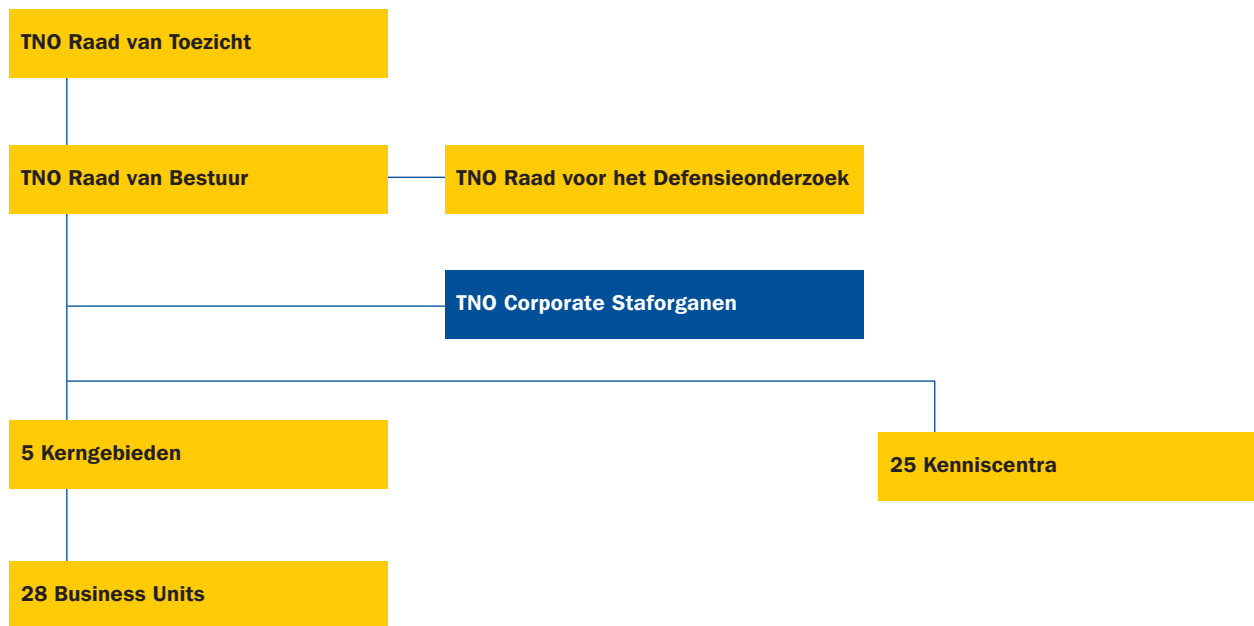 TNO Raad van Toezicht
TNO Raad van Bestuur
TNO Raad voor het Defensieonderzoek
TNO Corporate Staforganen
5 Kerngebieden
25 Kenniscentra
28 Business Units